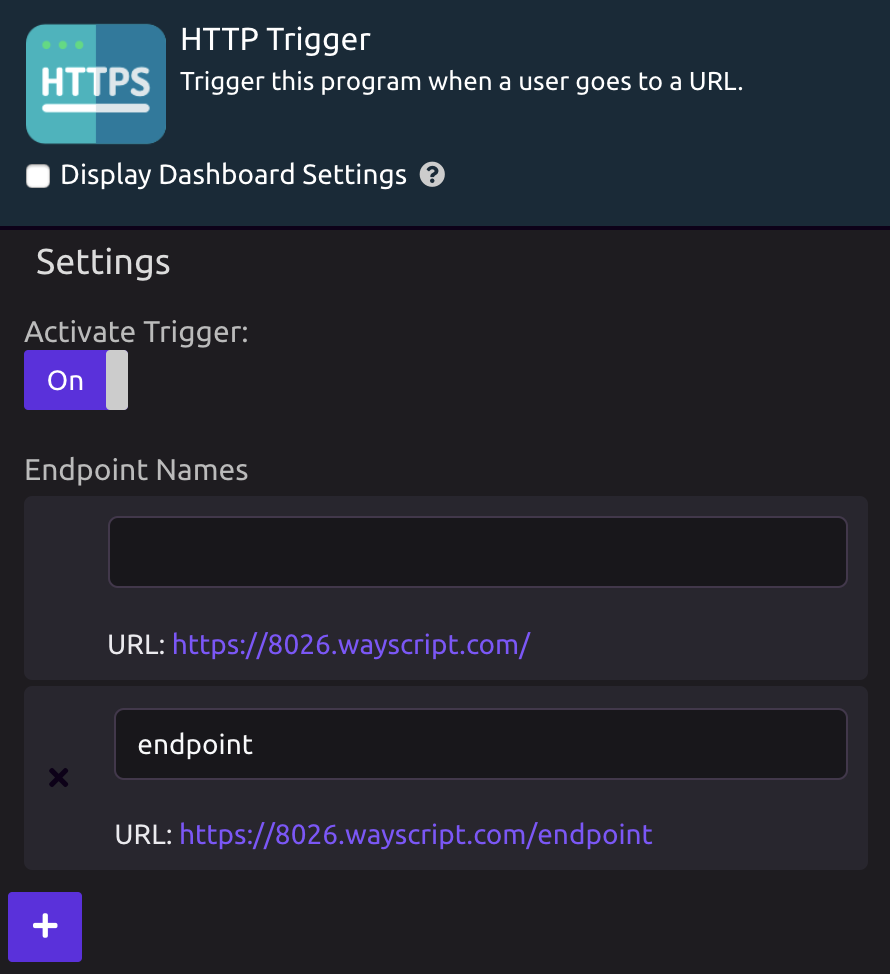 HTTPS
HTTP Trigger
Trigger this program when a user goes to a URL.
Display Dashboard Settings ?
Settings
Activate Trigger:
On
Endpoint Names
URL: https://8026.wayscript.com/
endpoint
URL: https://8026.wayscript.com/endpoint